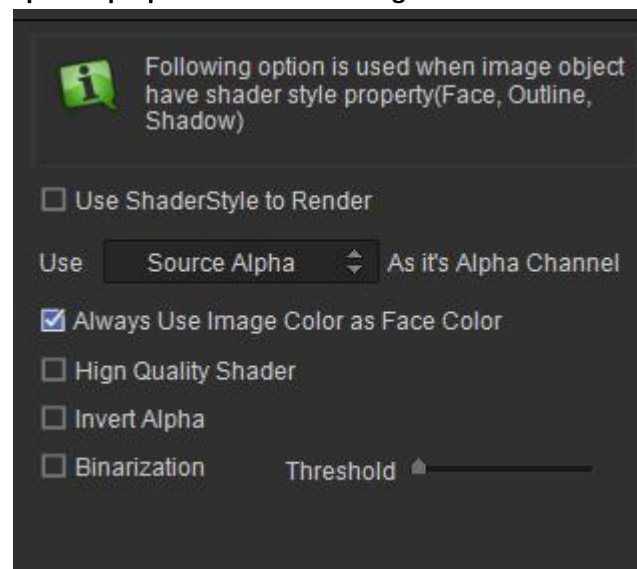 Following option is used when image object
have shader style property(Face, Outline,
Shadow)
Use ShaderStyle to Render
Use Source Alpha As it's Alpha Channel
Always Use Image Color as Face Color
Hign Quality Shader
Invert Alpha
Binarization Threshold